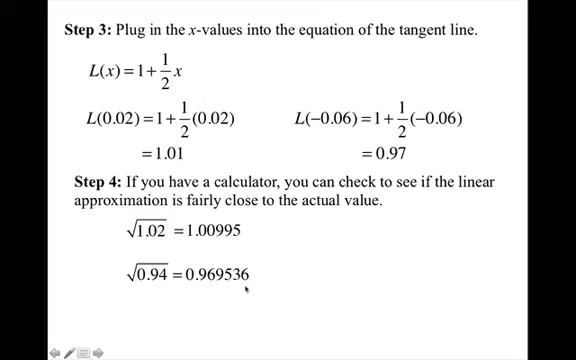 Step 3: Plug in the x-values into the equation of the tangent line.
L(x) = 1 + 1/2 x
L(0.02) = 1 + 1/2 (0.02) L(−0.06) = 1 + 1/2 (−0.06)
= 1.01 = 0.97
Step 4: If you have a calculator, you can check to see if the linear
approximation is fairly close to the actual value.
√1.02 = 1.00995
√0.94 = 0.969536